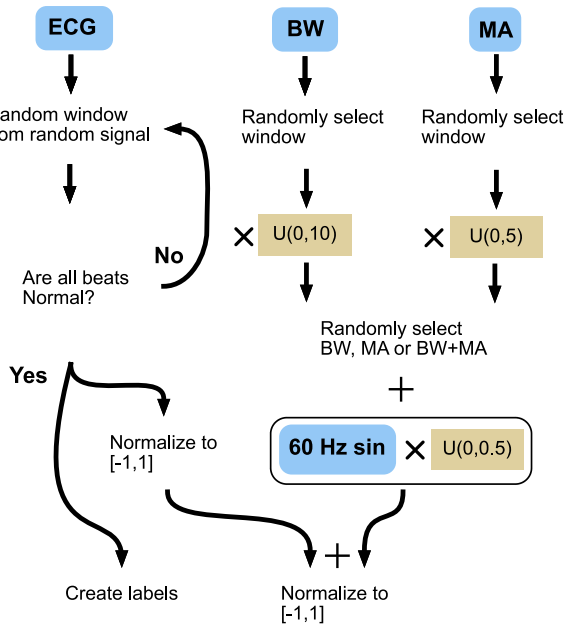 ECG
BW
MA
window
random signal
Randomly select
window
Randomly select
window
× U(0,10)
× U(0,5)
No
Are all beats
Normal?
Randomly select
BW, MA or BW+MA
+
Yes
60 Hz sin × U(0,0.5)
Normalize to
[-1,1]
+
Create labels
Normalize to
[-1,1]